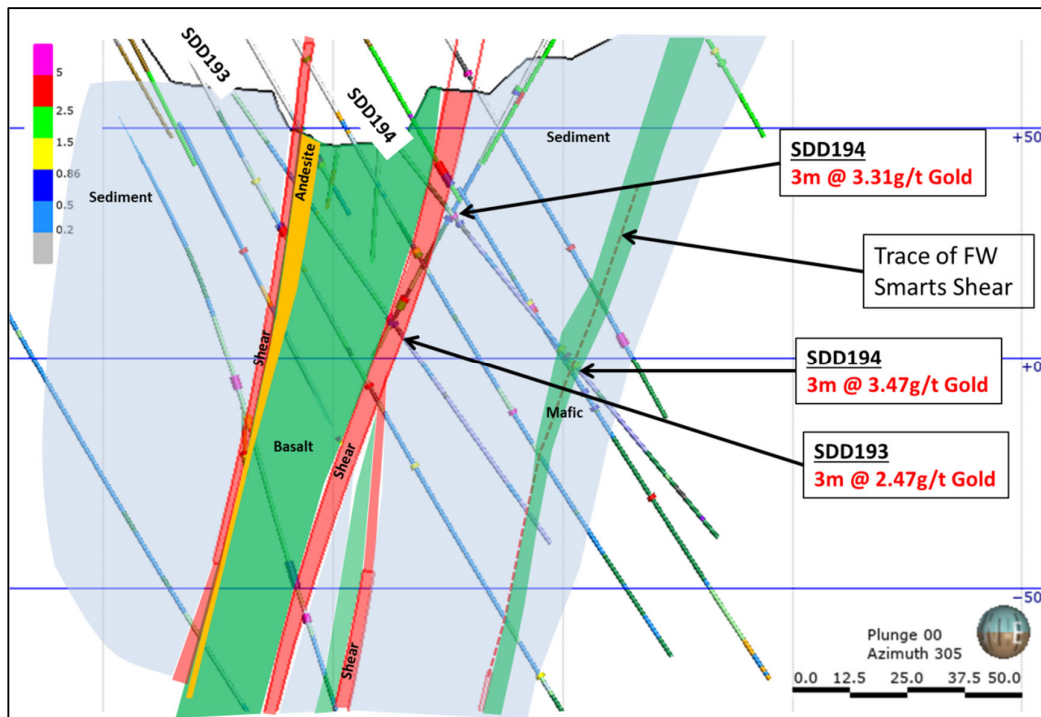 SDD193
SDD194
5
2.5
1.5
0.86
0.5
0.2
Sediment
Andesite
Sediment
+50
SDD194
3m @ 3.31g/t Gold
Trace of FW
Smarts Shear
Shear
+0
SDD194
3m @ 3.47g/t Gold
Mafic
Basalt
Shear
SDD193
3m @ 2.47g/t Gold
-50
Shear
Plunge 00
Azimuth 305
0.0 12.5 25.0 37.5 50.0